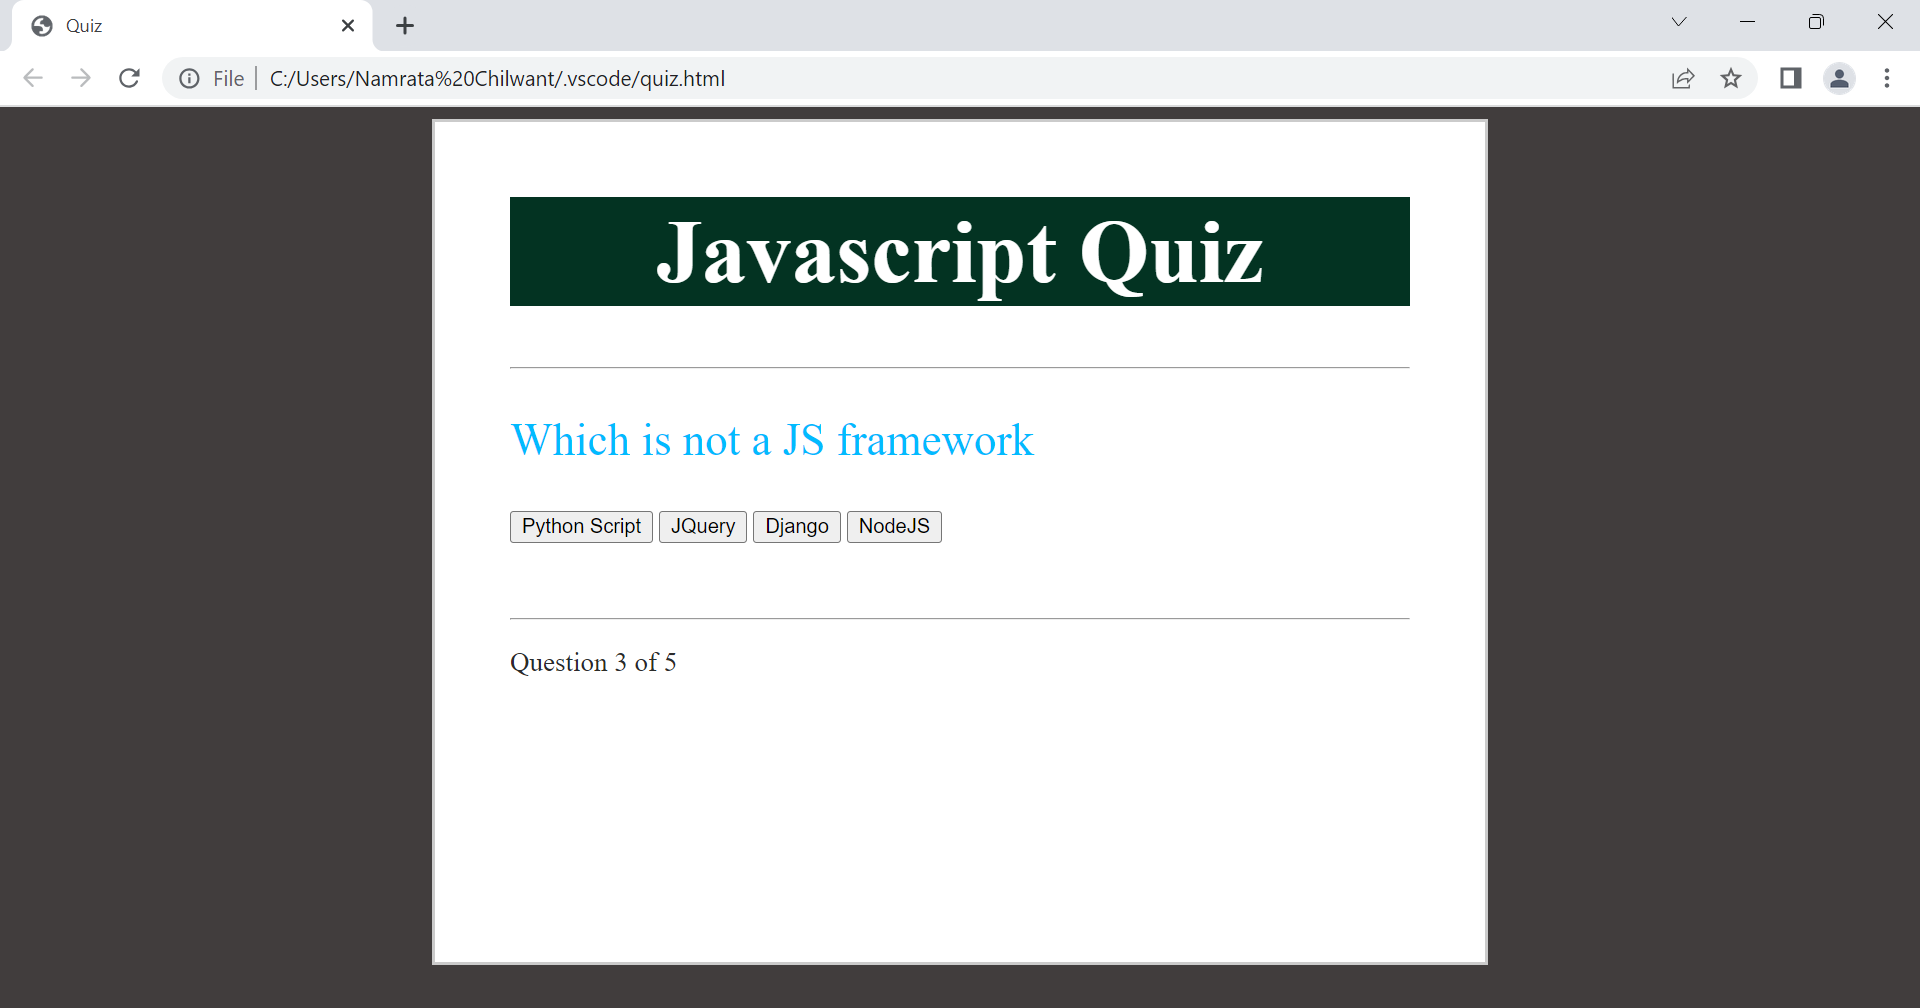 Quiz
File C:/Users/Namrata%20Chilwant/.vscode/quiz.html
Javascript Quiz
Which is not a JS framework
Python Script JQuery Django NodeJS
Question 3 of 5